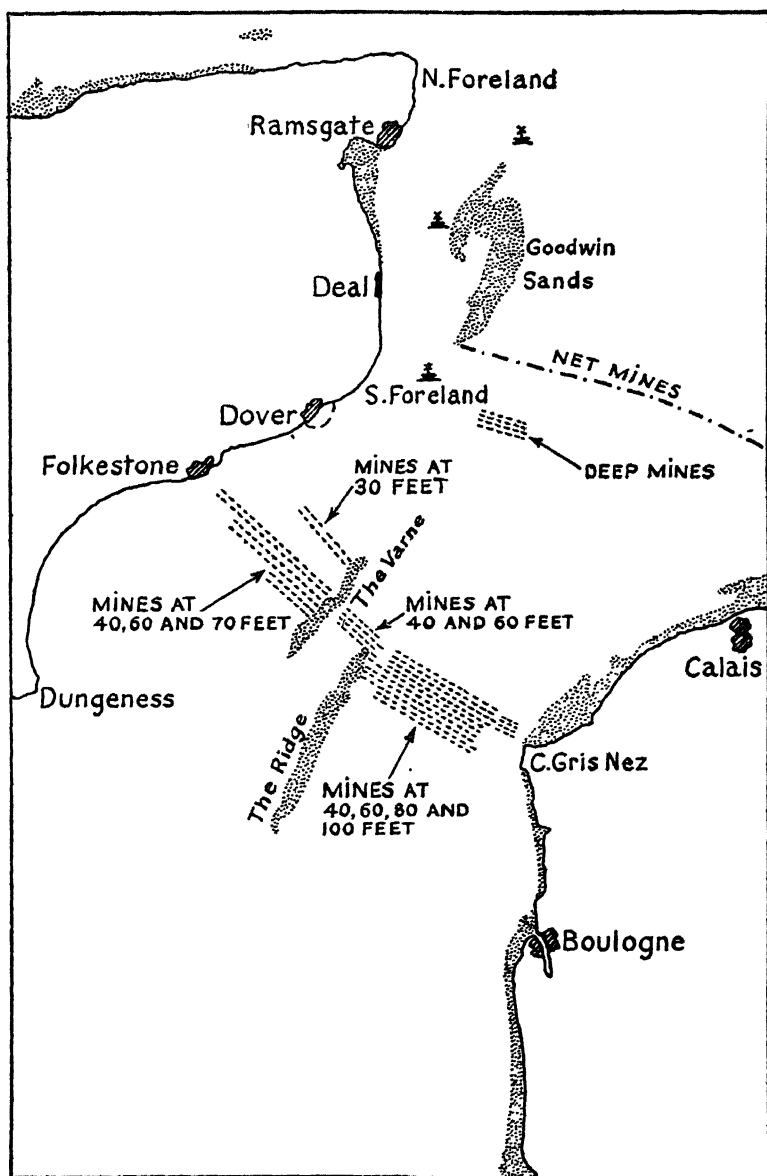 N. Foreland
Ramsgate
Goodwin
Sands
Deal
NET MINES
S. Foreland
Dover
DEEP MINES
Folkestone
MINES AT
30 FEET
The Varne
MINES AT
40, 60 AND 70 FEET
MINES AT
40 AND 60 FEET
Calais
Dungeness
The Ridge
C. Gris Nez
MINES AT
40, 60, 80 AND
100 FEET
Boulogne